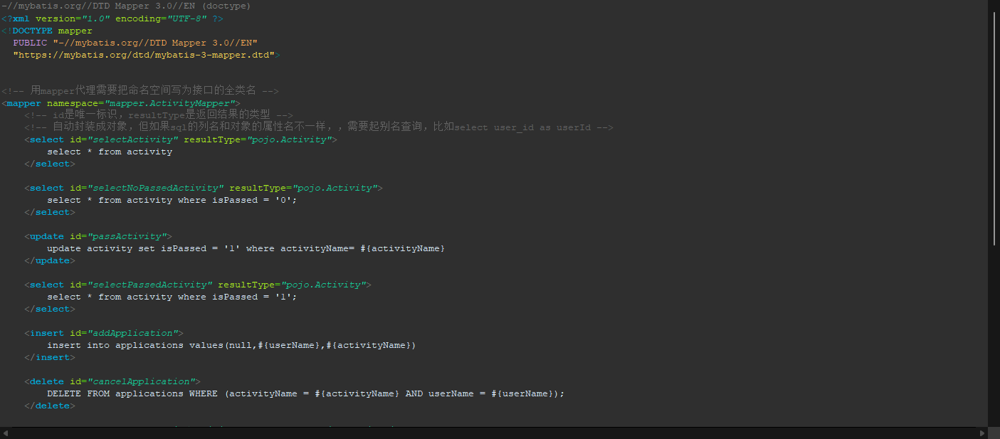 -//mybatis.org//DTD Mapper 3.0//EN (doctype)
<?xml version="1.0" encoding="UTF-8" ?>
<!DOCTYPE mapper
  PUBLIC "-//mybatis.org//DTD Mapper 3.0//EN"
  "https://mybatis.org/dtd/mybatis-3-mapper.dtd">
<!-- 用mapper代理需要把命名空间写为接口的全类名 -->
<mapper namespace="mapper.ActivityMapper">
    <!-- id是唯一标识，resultType是返回结果的类型 -->
    <!-- 自动封装成对象，但如果sql的列名和对象的属性名不一样，，需要起别名查询，比如select user_id as userId -->
    <select id="selectActivity" resultType="pojo.Activity">
        select * from activity
    </select>
    <select id="selectNoPassedActivity" resultType="pojo.Activity">
        select * from activity where isPassed = '0';
    </select>
    <update id="passActivity">
        update activity set isPassed = '1' where activityName= #{activityName}
    </update>
    <select id="selectPassedActivity" resultType="pojo.Activity">
        select * from activity where isPassed = '1';
    </select>
    <insert id="addApplication">
        insert into applications values(null,#{userName},#{activityName})
    </insert>
    <delete id="cancelApplication">
        DELETE FROM applications WHERE (activityName = #{activityName} AND userName = #{userName});
    </delete>